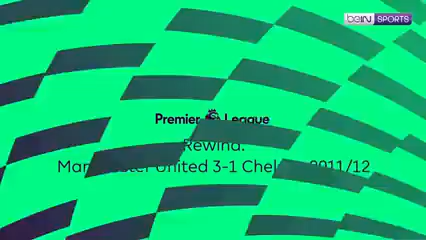 beIN SPORTS
Premier League
Rewind:
United 3-1 2011/12